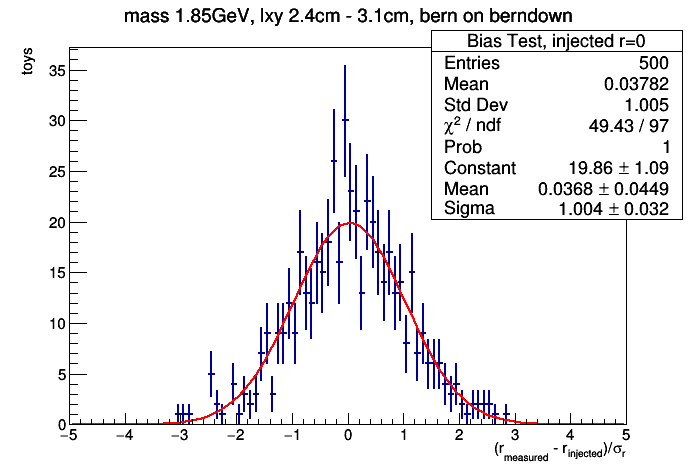 mass 1.85GeV, lxy 2.4cm - 3.1cm, bern on berndown
Bias Test, injected r=0
Entries 500
Mean 0.03782
Std Dev 1.005
χ² / ndf 49.43 / 97
Prob 1
Constant 19.86 ± 1.09
Mean 0.0368 ± 0.0449
Sigma 1.004 ± 0.032
toys
35
30
25
20
15
10
5
0
−5 −4 −3 −2 −1 0 1 2 3 4 5
(r_measured - r_injected)/σ_r